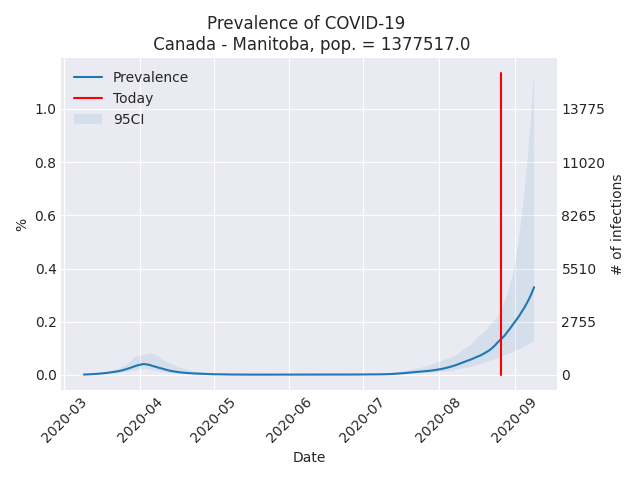 Prevalence of COVID-19
Canada - Manitoba, pop. = 1377517.0
Prevalence
Today
95CI
1.0
0.8
0.6
0.4
0.2
0.0
%
13775
11020
8265
5510
2755
0
# of infections
2020-03
2020-04
2020-05
2020-06
2020-07
2020-08
2020-09
Date